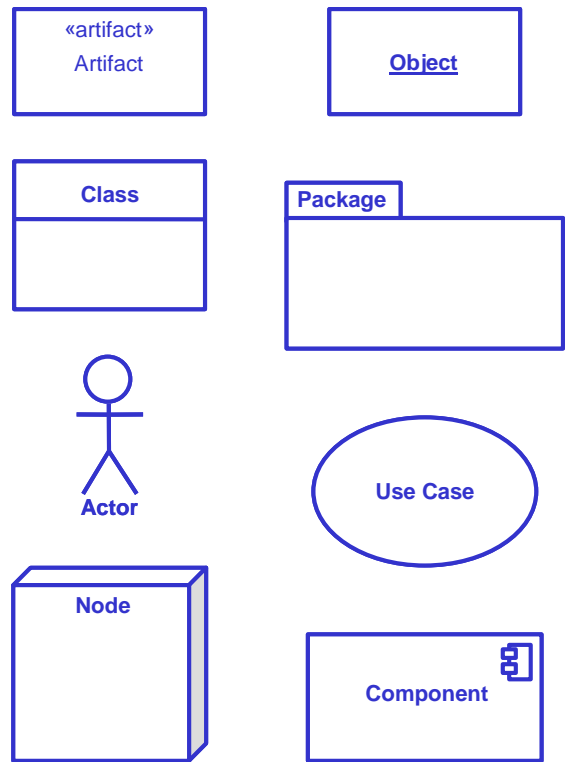 «artifact»
Artifact
Object
Class
Package
Actor
Use Case
Node
Component